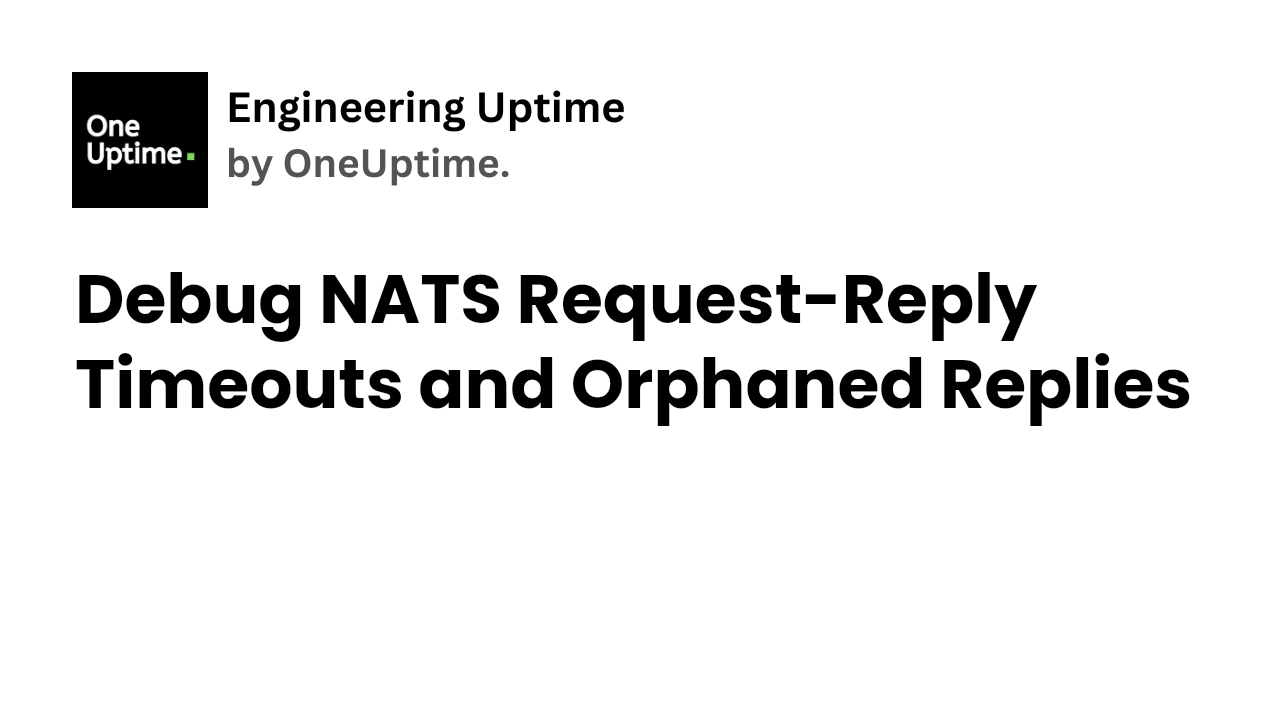 One
Uptime.
Engineering Uptime
by OneUptime.
Debug NATS Request-Reply
Timeouts and Orphaned Replies